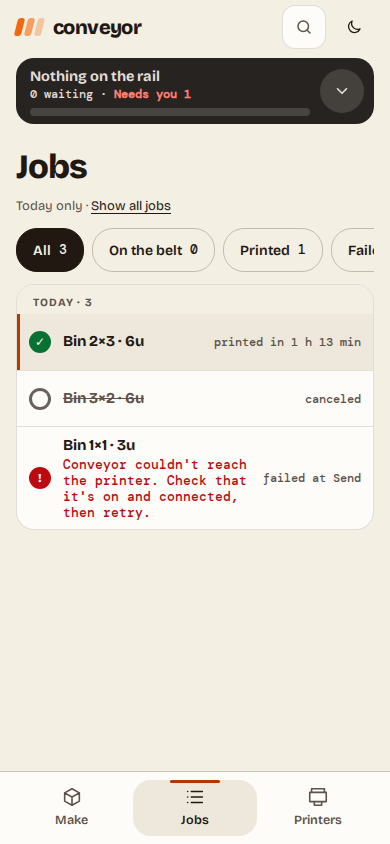 conveyor
Nothing on the rail
0 waiting · Needs you 1
Jobs
Today only · Show all jobs
All 3
On the belt 0
Printed 1
Faile
TODAY · 3
Bin 2×3 · 6u
printed in 1 h 13 min
Bin 3×2 · 6u
canceled
Bin 1×1 · 3u
Conveyor couldn't reach
the printer. Check that
it's on and connected,
then retry.
failed at Send
Make
Jobs
Printers